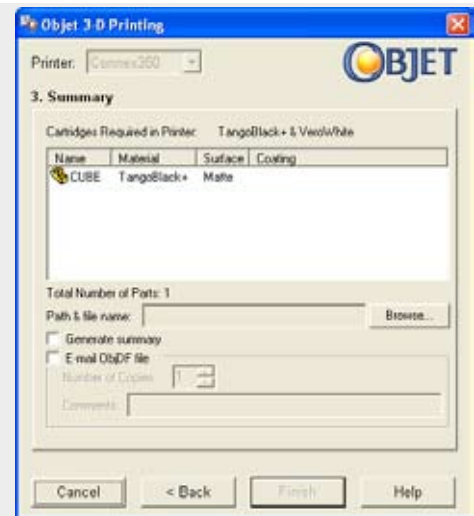 Objet 3-D Printing
Printer: Connex350
OBJET
3. Summary
Cartridges Required in Printer: TangoBlack+ & VeroWhite
Name Material Surface Coating
CUBE TangoBlack+ Matte
Total Number of Parts: 1
Path & file name: Browse...
Generate summary
E-mail ObjDF file
Number of Copies 1
Comments:
Cancel < Back Finish Help